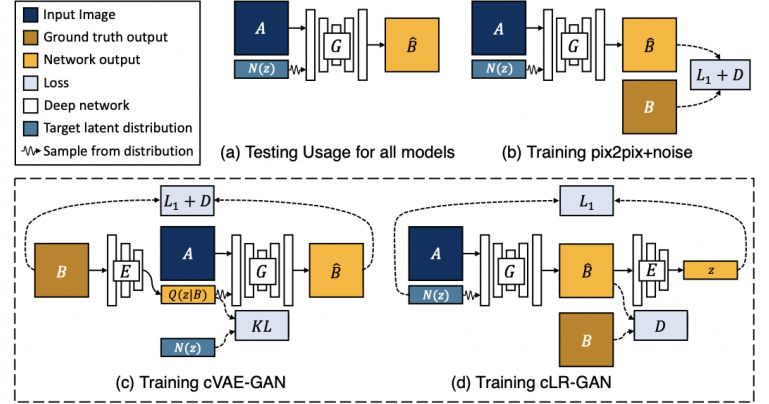 Input Image
Ground truth output
Network output
Loss
Deep network
Target latent distribution
Sample from distribution
A
N(z)
G
B̂
(a) Testing Usage for all models
A
N(z)
G
B̂
B
L₁ + D
(b) Training pix2pix+noise
L₁ + D
B
E
A
Q(z|B)
N(z)
G
B̂
KL
(c) Training cVAE-GAN
L₁
A
N(z)
G
B̂
B
E
z
D
(d) Training cLR-GAN